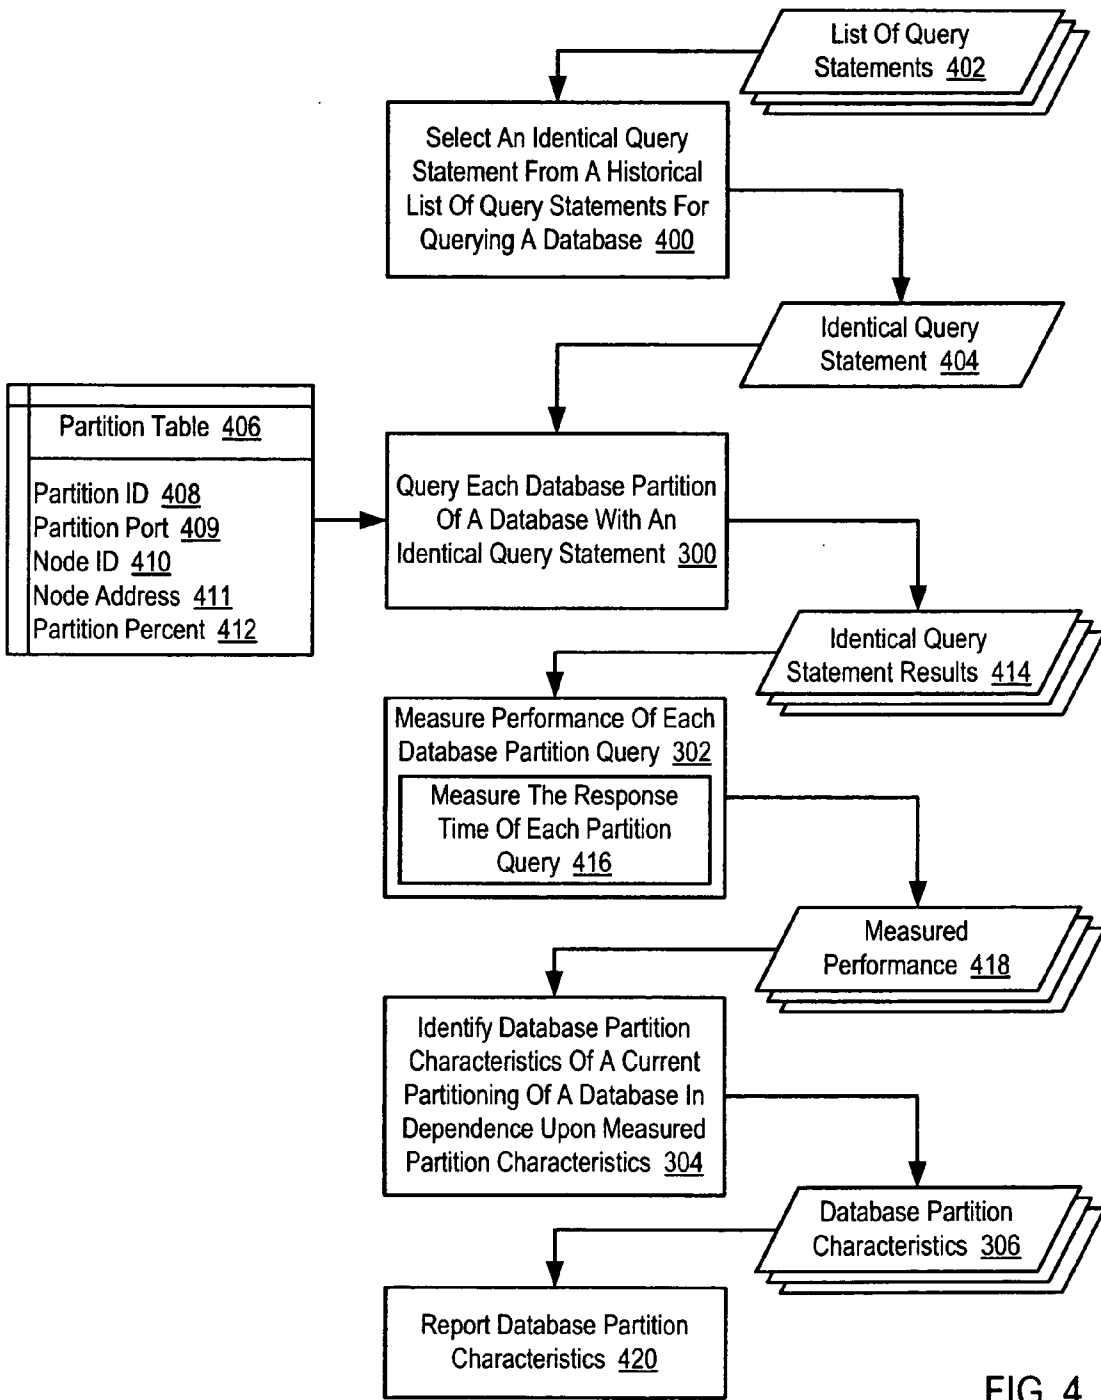 List Of Query
Statements 402
Select An Identical Query
Statement From A Historical
List Of Query Statements For
Querying A Database 400
Identical Query
Statement 404
Partition Table 406
Partition ID 408
Partition Port 409
Node ID 410
Node Address 411
Partition Percent 412
Query Each Database Partition
Of A Database With An
Identical Query Statement 300
Identical Query
Statement Results 414
Measure Performance Of Each
Database Partition Query 302
Measure The Response
Time Of Each Partition
Query 416
Measured
Performance 418
Identify Database Partition
Characteristics Of A Current
Partitioning Of A Database In
Dependence Upon Measured
Partition Characteristics 304
Database Partition
Characteristics 306
Report Database Partition
Characteristics 420
FIG. 4